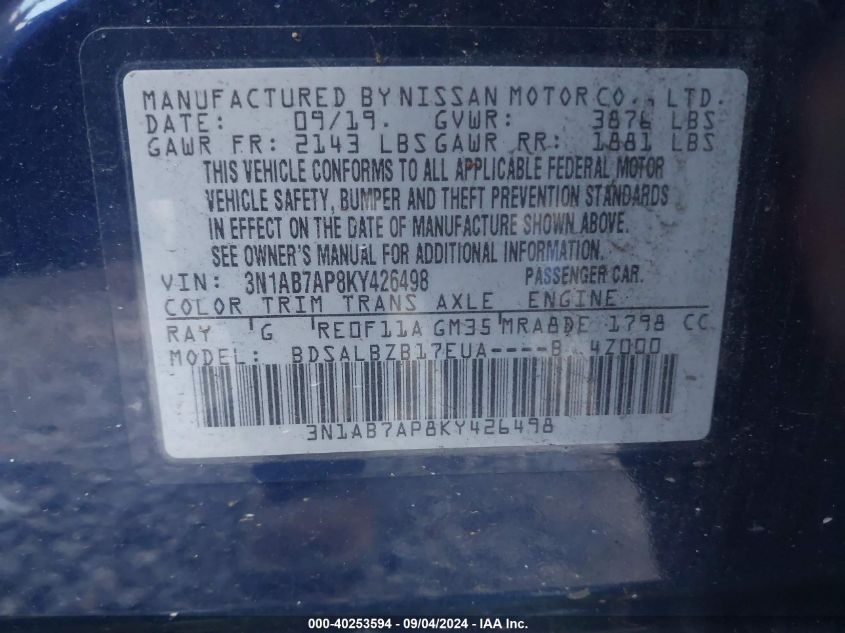 MANUFACTURED BY NISSAN MOTOR CO., LTD.
DATE: 09/19. GVWR: 3876 LBS
GAWR FR: 2143 LBS GAWR RR: 1881 LBS
THIS VEHICLE CONFORMS TO ALL APPLICABLE FEDERAL MOTOR
VEHICLE SAFETY, BUMPER AND THEFT PREVENTION STANDARDS
IN EFFECT ON THE DATE OF MANUFACTURE SHOWN ABOVE.
SEE OWNER'S MANUAL FOR ADDITIONAL INFORMATION.
VIN: 3N1AB7AP8KY426498 PASSENGER CAR.
COLOR TRIM TRANS AXLE ENGINE
RAY G RE0F11A GM35 MRA8DE 1798 CC
MODEL: BDSALBZB17EUA----B 4Z000
3N1AB7AP8KY426498
000-40253594 - 09/04/2024 - IAA, Inc.